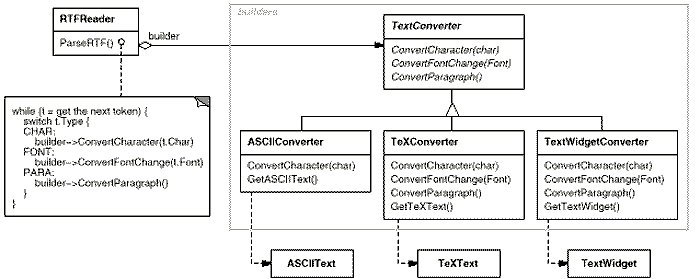 builders
RTFReader
ParseRTF()
builder
TextConverter
ConvertCharacter(char)
ConvertFontChange(Font)
ConvertParagraph()
while (t = get the next token) {
switch t.Type {
CHAR:
builder->ConvertCharacter(t.Char)
FONT:
builder->ConvertFontChange(t.Font)
PARA:
builder->ConvertParagraph()
}
}
ASCIIConverter
ConvertCharacter(char)
GetASCIIText()
TeXConverter
ConvertCharacter(char)
ConvertFontChange(Font)
ConvertParagraph()
GetTeXText()
TextWidgetConverter
ConvertCharacter(char)
ConvertFontChange(Font)
ConvertParagraph()
GetTextWidget()
ASCIIText
TeXText
TextWidget